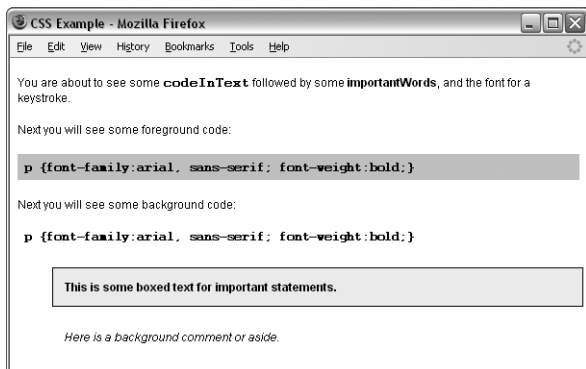 CSS Example - Mozilla Firefox
File Edit View History Bookmarks Tools Help
You are about to see some codeInText followed by some importantWords, and the font for a
keystroke.
Next you will see some foreground code:
p {font-family:arial, sans-serif; font-weight:bold;}
Next you will see some background code:
p {font-family:arial, sans-serif; font-weight:bold;}
This is some boxed text for important statements.
Here is a background comment or aside.